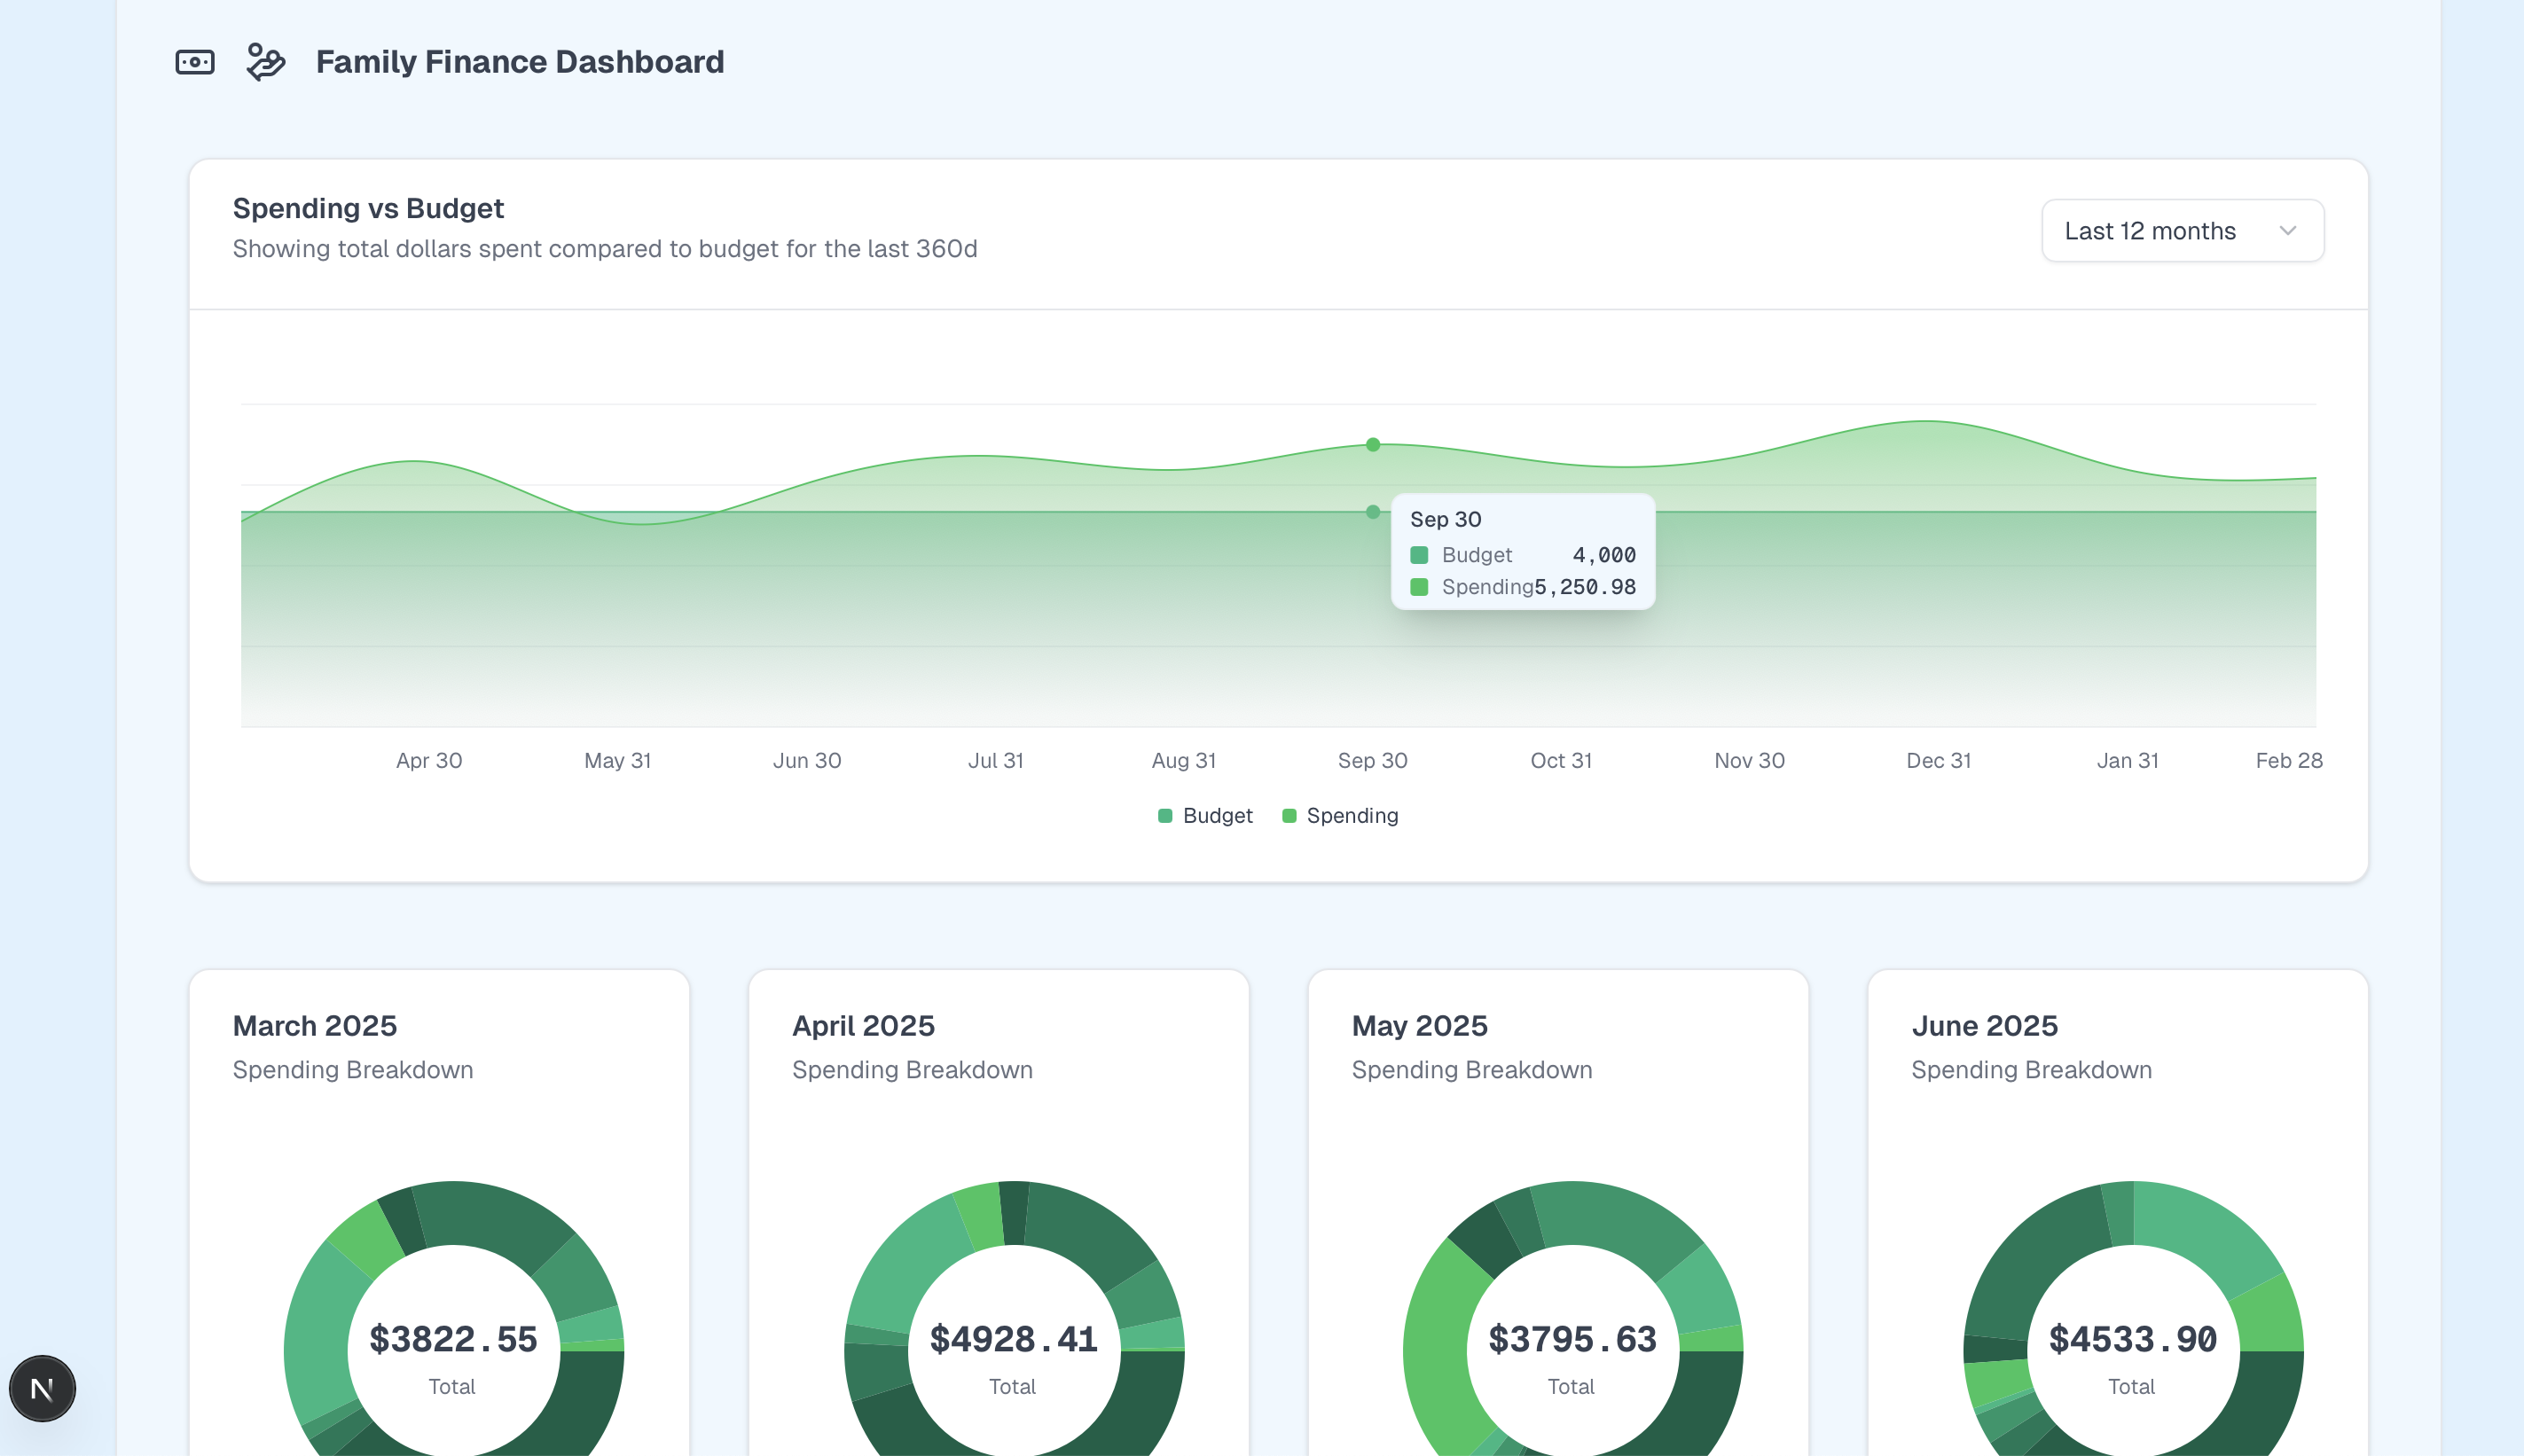 Family Finance Dashboard
Spending vs Budget
Showing total dollars spent compared to budget for the last 360d
Last 12 months
Sep 30
Budget 4,000
Spending 5,250.98
Apr 30 May 31 Jun 30 Jul 31 Aug 31 Sep 30 Oct 31 Nov 30 Dec 31 Jan 31 Feb 28
Budget Spending
March 2025
Spending Breakdown
$3822.55
Total
April 2025
Spending Breakdown
$4928.41
Total
May 2025
Spending Breakdown
$3795.63
Total
June 2025
Spending Breakdown
$4533.90
Total
N